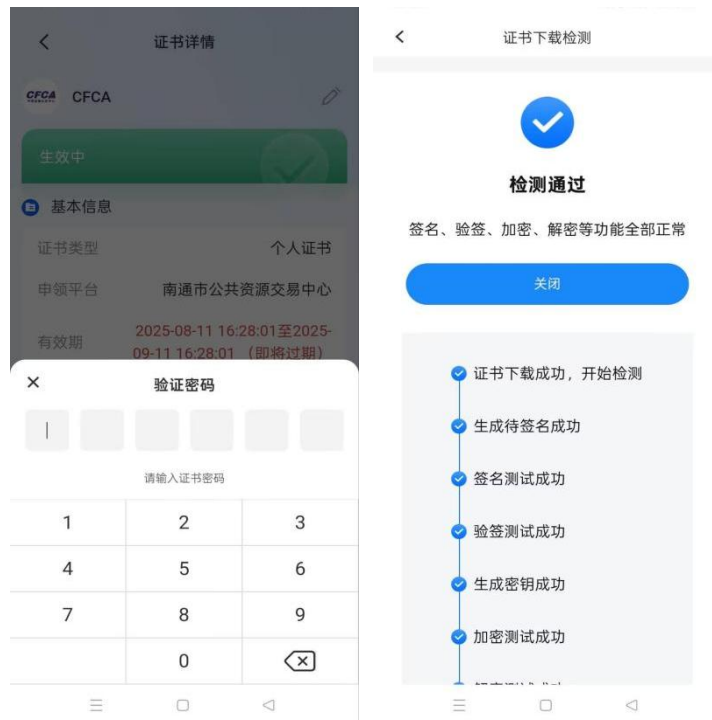 证书详情
CFCA CFCA
生效中
基本信息
证书类型 个人证书
申领平台 南通市公共资源交易中心
有效期 2025-08-11 16:28:01至2025-
09-11 16:28:01 （即将过期）
验证密码
请输入证书密码
1 2 3
4 5 6
7 8 9
0
证书下载检测
检测通过
签名、验签、加密、解密等功能全部正常
关闭
证书下载成功，开始检测
生成待签名成功
签名测试成功
验签测试成功
生成密钥成功
加密测试成功